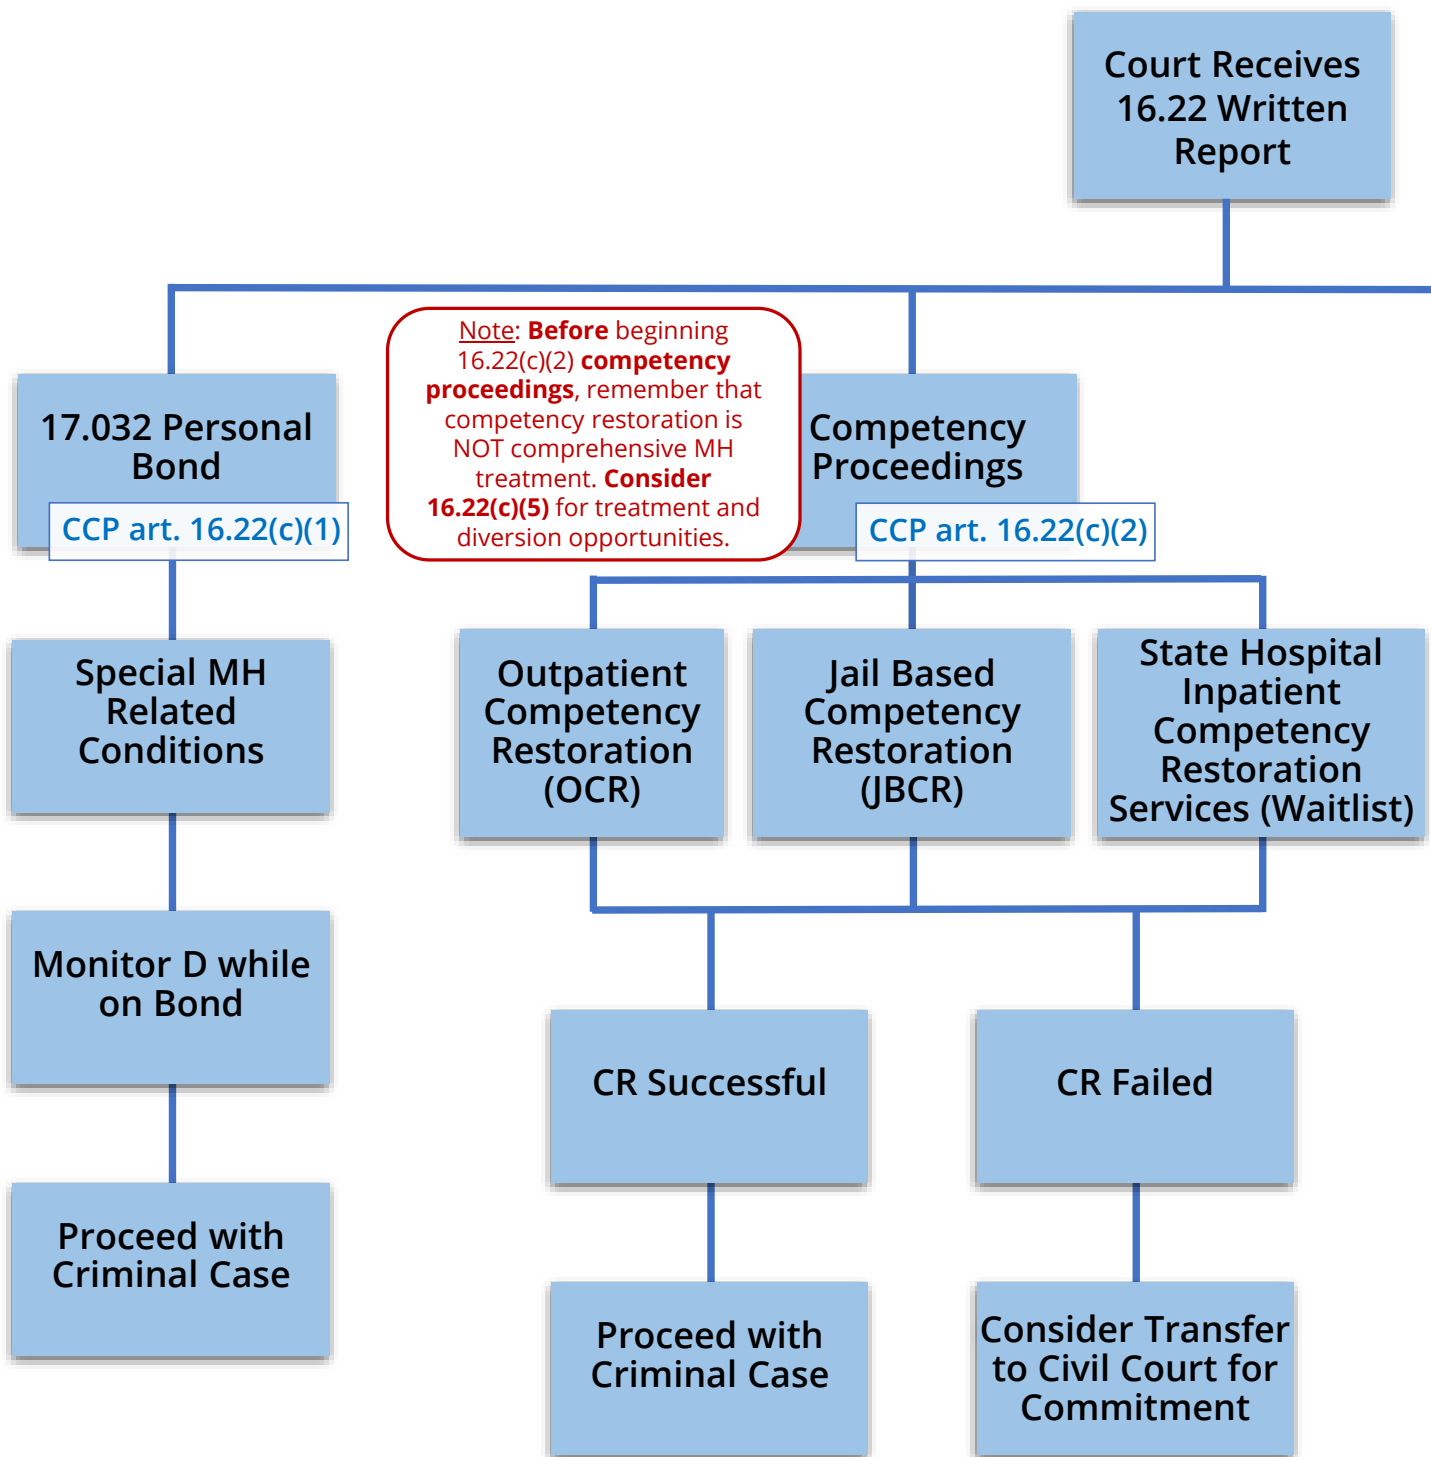 Court Receives
16.22 Written
Report
17.032 Personal
Bond
CCP art. 16.22(c)(1)
Note: Before beginning
16.22(c)(2) competency
proceedings, remember that
competency restoration is
NOT comprehensive MH
treatment. Consider
16.22(c)(5) for treatment and
diversion opportunities.
Competency
Proceedings
CCP art. 16.22(c)(2)
Special MH
Related
Conditions
Outpatient
Competency
Restoration
(OCR)
Jail Based
Competency
Restoration
(JBCR)
State Hospital
Inpatient
Competency
Restoration
Services (Waitlist)
Monitor D while
on Bond
CR Successful
CR Failed
Proceed with
Criminal Case
Proceed with
Criminal Case
Consider Transfer
to Civil Court for
Commitment